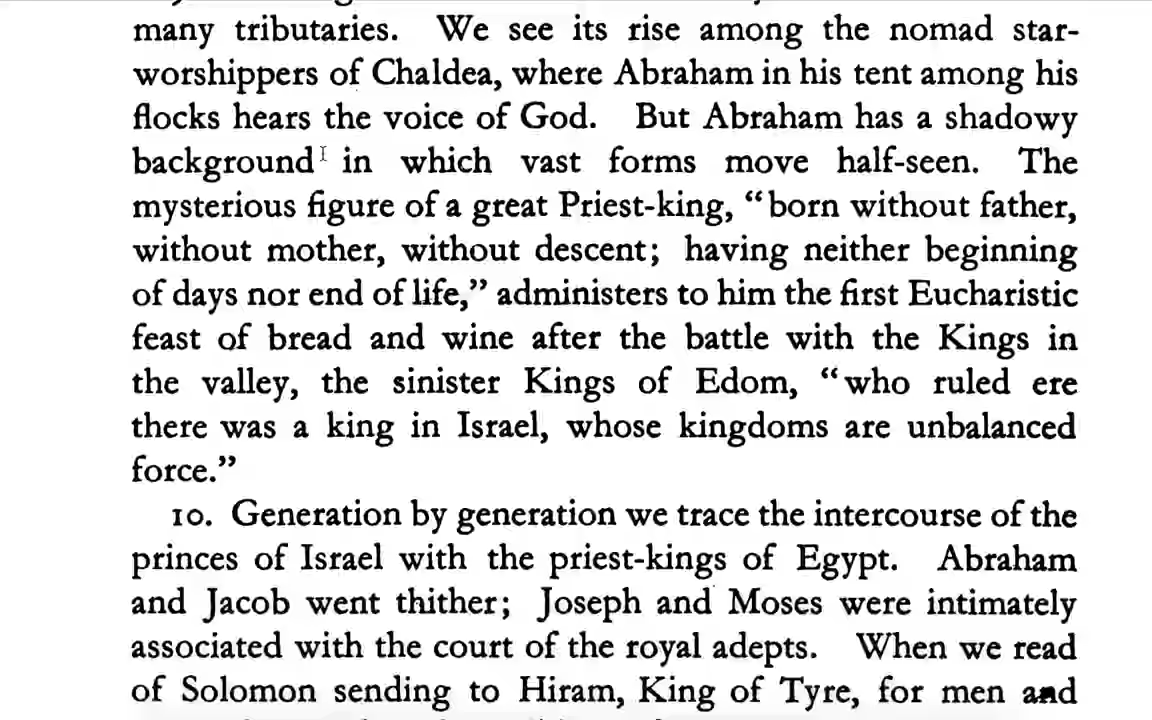 many tributaries. We see its rise among the nomad star-
worshippers of Chaldea, where Abraham in his tent among his
flocks hears the voice of God. But Abraham has a shadowy
background in which vast forms move half-seen. The
mysterious figure of a great Priest-king, “born without father,
without mother, without descent; having neither beginning
of days nor end of life,” administers to him the first Eucharistic
feast of bread and wine after the battle with the Kings in
the valley, the sinister Kings of Edom, “who ruled ere
there was a king in Israel, whose kingdoms are unbalanced
force.”
10. Generation by generation we trace the intercourse of the
princes of Israel with the priest-kings of Egypt. Abraham
and Jacob went thither; Joseph and Moses were intimately
associated with the court of the royal adepts. When we read
of Solomon sending to Hiram, King of Tyre, for men and